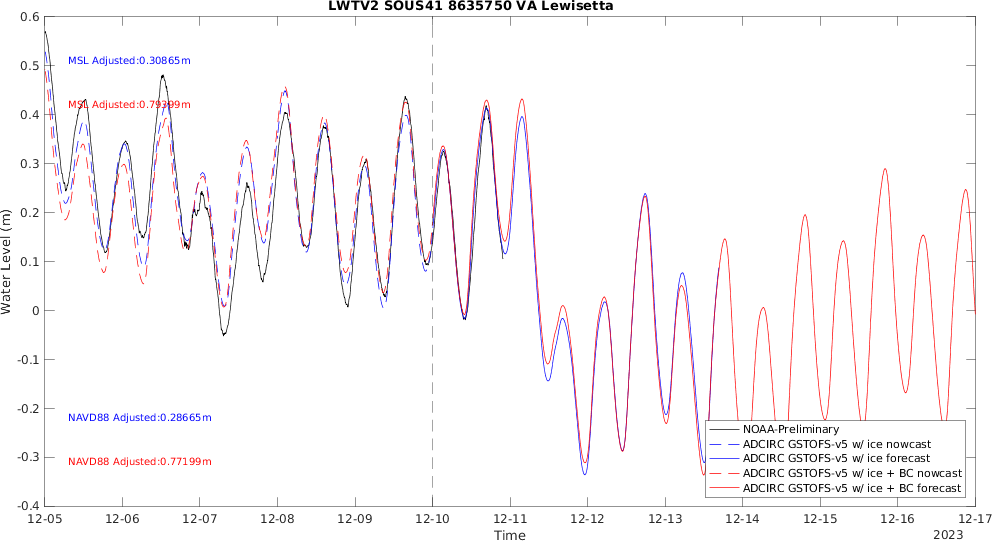 LWTV2 SOUS41 8635750 VA Lewisetta
Water Level (m)
0.6
0.5
0.4
0.3
0.2
0.1
0
-0.1
-0.2
-0.3
-0.4
MSL Adjusted:0.30865m
MSL Adjusted:0.79399m
NAVD88 Adjusted:0.28665m
NAVD88 Adjusted:0.77199m
NOAA-Preliminary
ADCIRC GSTOFS-v5 w/ ice nowcast
ADCIRC GSTOFS-v5 w/ ice forecast
ADCIRC GSTOFS-v5 w/ ice + BC nowcast
ADCIRC GSTOFS-v5 w/ ice + BC forecast
12-05 12-06 12-07 12-08 12-09 12-10 12-11 12-12 12-13 12-14 12-15 12-16 12-17
Time
2023